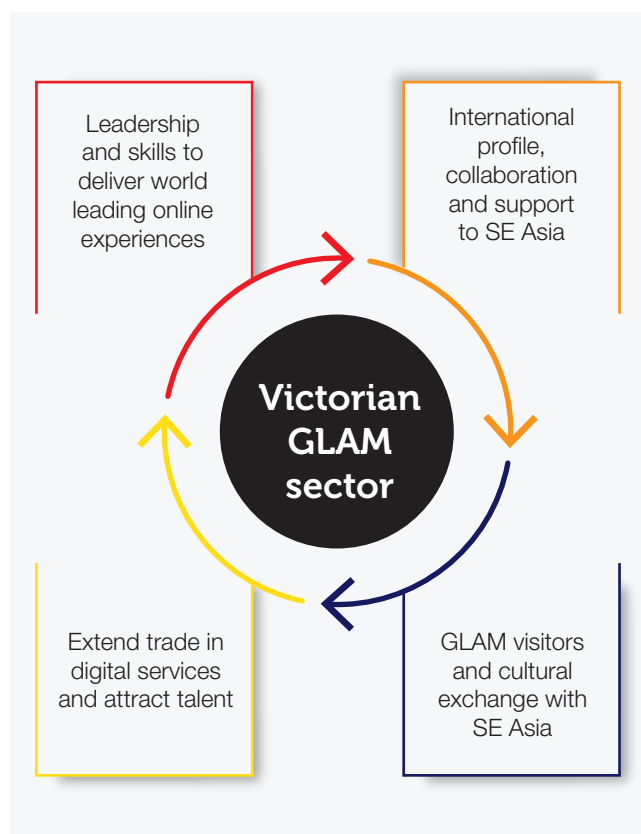 Leadership
and skills to
deliver world
leading online
experiences
International
profile,
collaboration
and support
to SE Asia
Victorian
GLAM
sector
Extend trade in
digital services
and attract talent
GLAM visitors
and cultural
exchange with
SE Asia